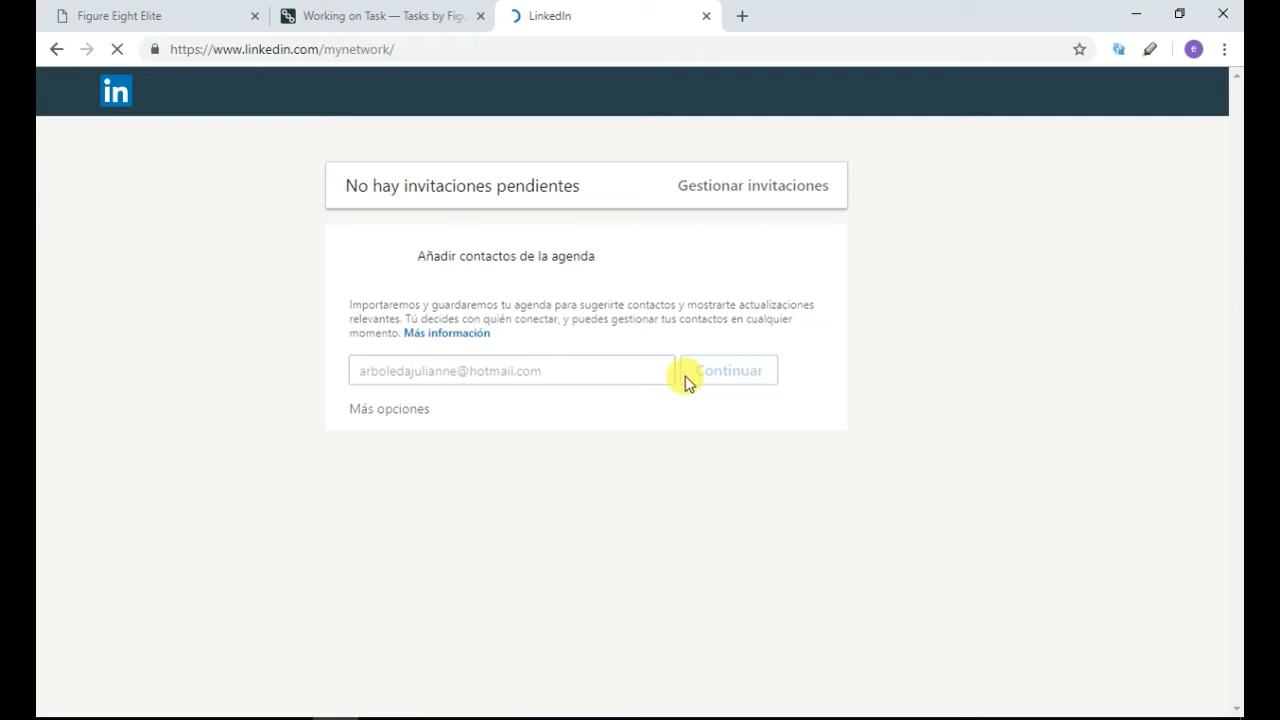 Figure Eight Elite
Working on Task — Tasks by Figu
LinkedIn
https://www.linkedin.com/mynetwork/
e
in
No hay invitaciones pendientes
Gestionar invitaciones
Añadir contactos de la agenda
Importaremos y guardaremos tu agenda para sugerirte contactos y mostrarte actualizaciones
relevantes. Tú decides con quién conectar, y puedes gestionar tus contactos en cualquier
momento. Más información
arboledajulianne@hotmail.com
Continuar
Más opciones